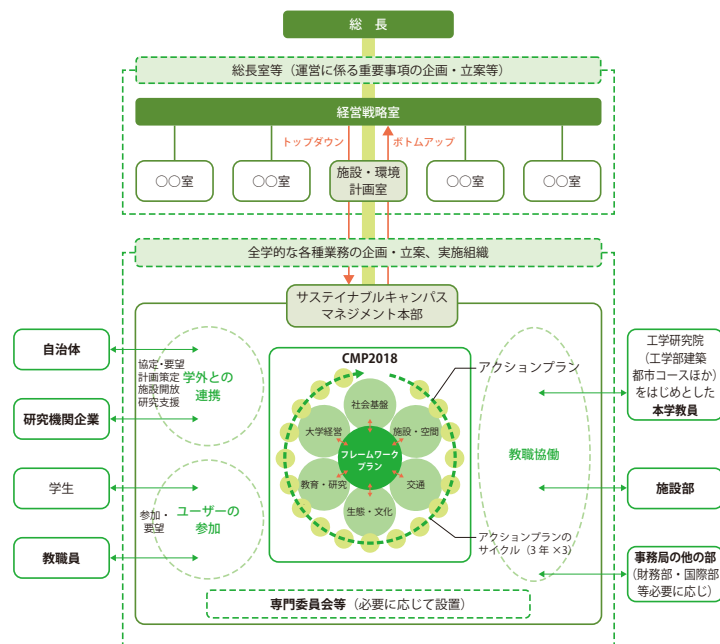 総　長
総長室等（運営に係る重要事項の企画・立案等）
経営戦略室
トップダウン
ボトムアップ
〇〇室
〇〇室
施設・環境
計画室
〇〇室
〇〇室
全学的な各種業務の企画・立案、実施組織
サステイナブルキャンパス
マネジメント本部
自治体
研究機関企業
学生
教職員
協定・要望
計画策定
施設開放
研究支援
学外との
連携
参加・
要望
ユーザーの
参加
CMP2018
社会基盤
大学経営
施設・空間
フレームワーク
プラン
教育・研究
交通
生態・文化
アクションプラン
アクションプランの
サイクル（3 年 ×3）
教職協働
工学研究院
（工学部建築
都市コースほか）
をはじめとした
本学教員
施設部
事務局の他の部
（財務部・国際部
等必要に応じ）
専門委員会等（必要に応じて設置）